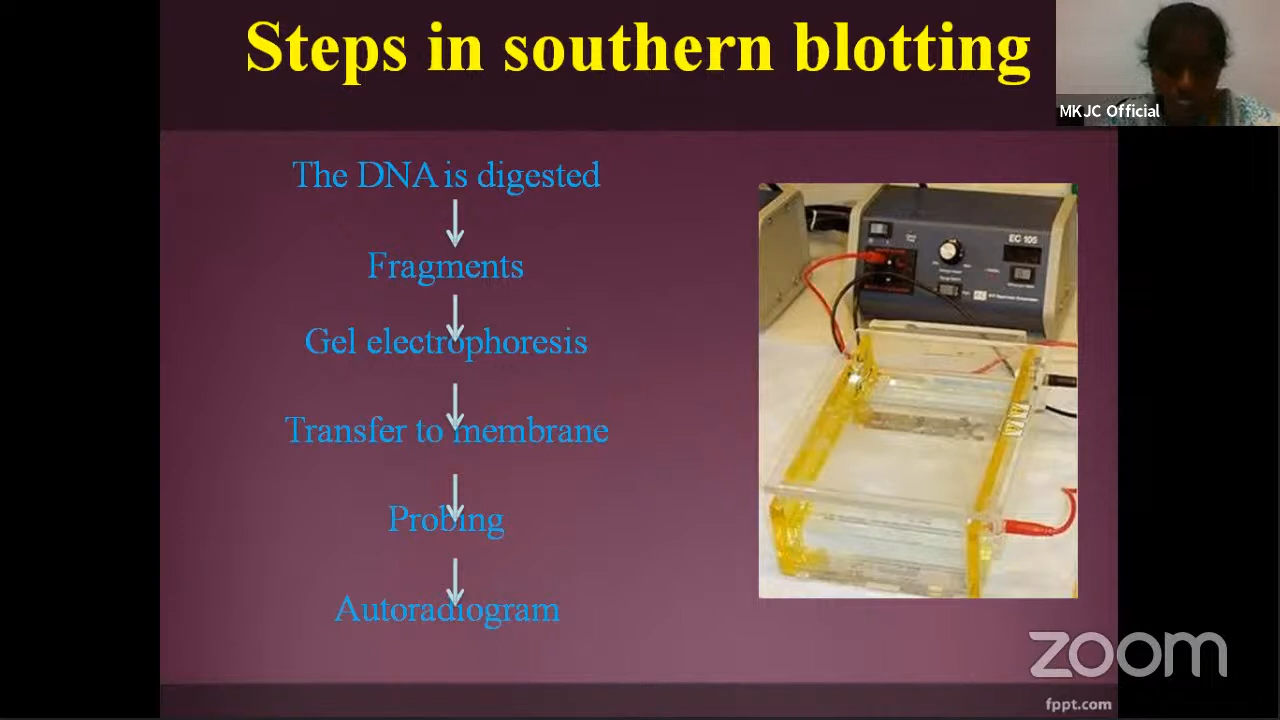 Steps in southern blotting
MKJC Official
The DNA is digested
Fragments
EC 105
Gel electrophoresis
Transfer to membrane
Probing
Autoradiogram
zoom
fppt.com